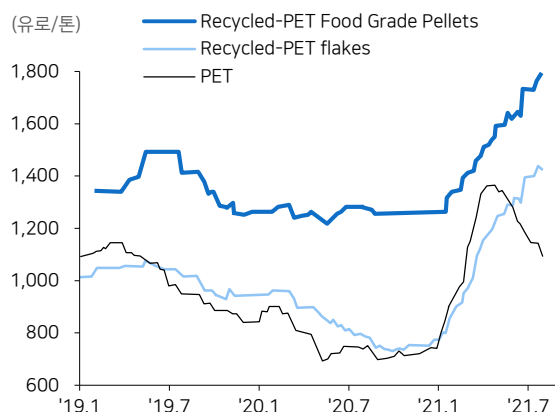 (유로/톤)
Recycled-PET Food Grade Pellets
Recycled-PET flakes
PET
1,800
1,600
1,400
1,200
1,000
800
600
'19.1 '19.7 '20.1 '20.7 '21.1 '21.7